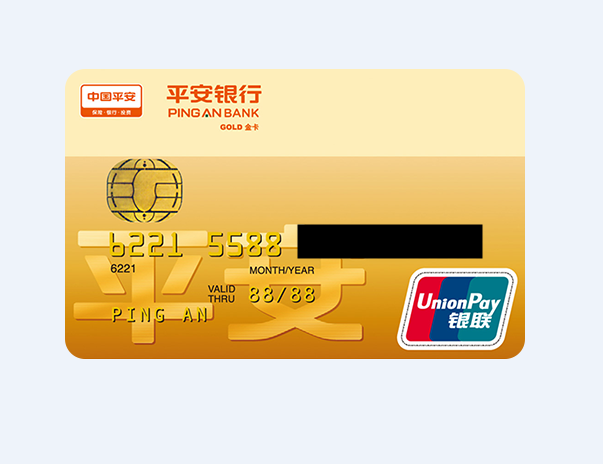 中国平安
保险·银行·投资
平安银行
PING AN BANK
GOLD 金卡
平安
6221 5588
6221
MONTH/YEAR
VALID THRU 88/88
PING AN
UnionPay
银联